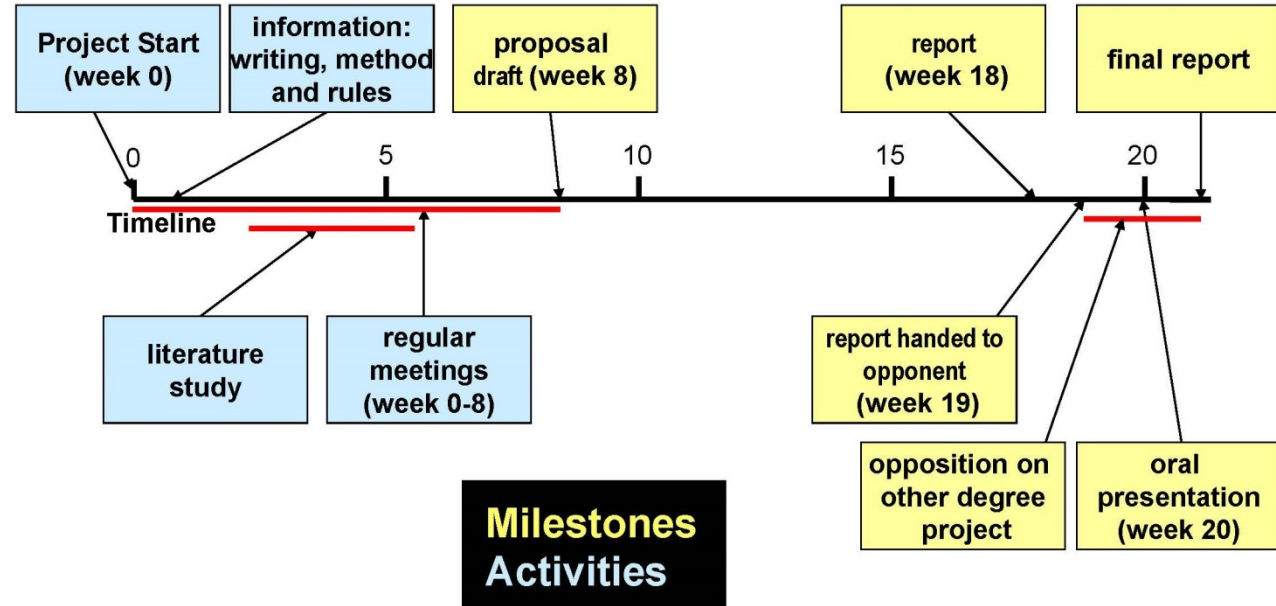 Project Start
(week 0)
information:
writing, method
and rules
proposal
draft (week 8)
report
(week 18)
final report
0
5
10
15
20
Timeline
literature
study
regular
meetings
(week 0-8)
report handed to
opponent
(week 19)
opposition on
other degree
project
oral
presentation
(week 20)
Milestones
Activities